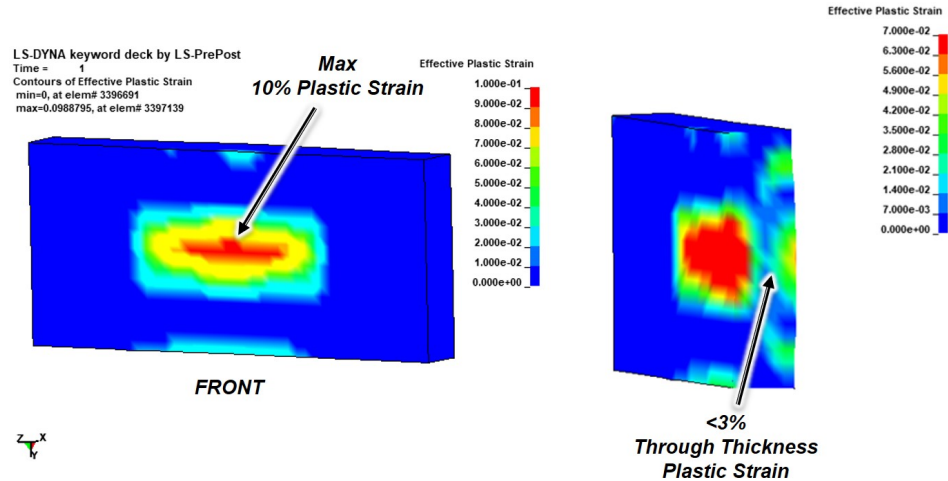 LS-DYNA keyword deck by LS-PrePost
Time = 1
Contours of Effective Plastic Strain
min=0, at elem# 3396691
max=0.0988795, at elem# 3397139
Max
10% Plastic Strain
Effective Plastic Strain
1.000e-01
9.000e-02
8.000e-02
7.000e-02
6.000e-02
5.000e-02
4.000e-02
3.000e-02
2.000e-02
1.000e-02
0.000e+00
FRONT
Z X
Y
Effective Plastic Strain
7.000e-02
6.300e-02
5.600e-02
4.900e-02
4.200e-02
3.500e-02
2.800e-02
2.100e-02
1.400e-02
7.000e-03
0.000e+00
<3%
Through Thickness
Plastic Strain